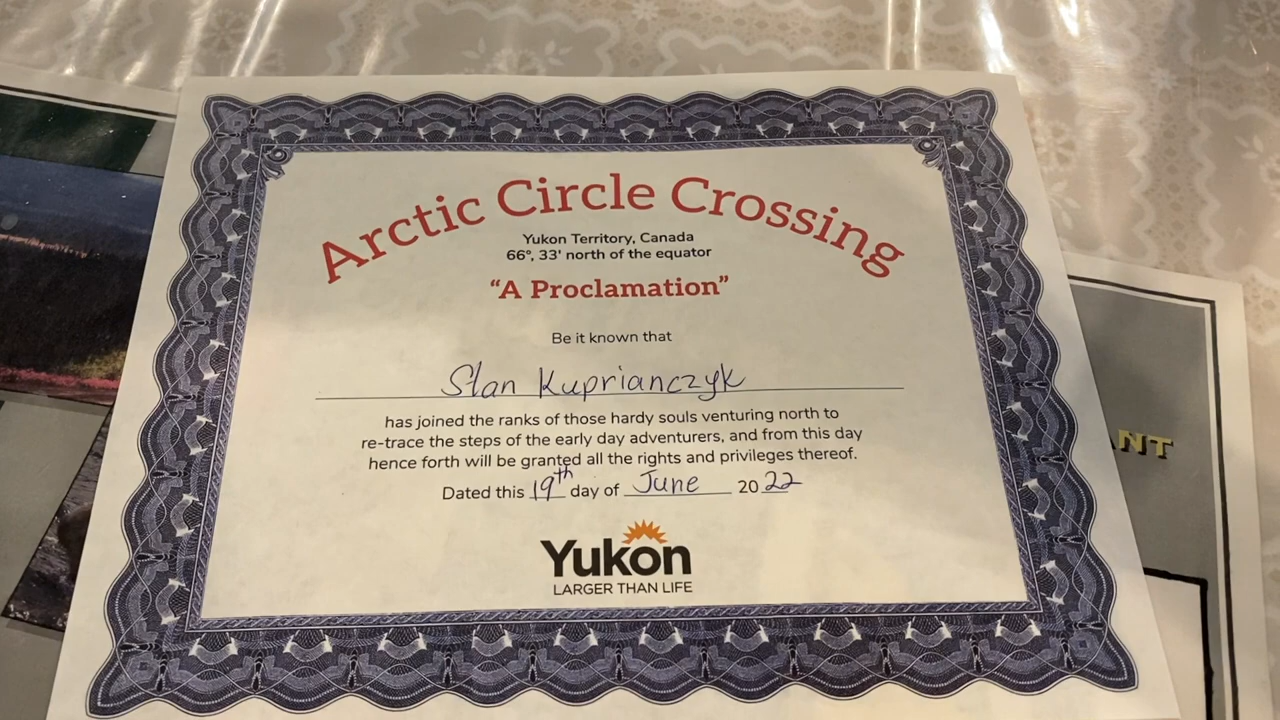 Arctic Circle Crossing
Yukon Territory, Canada
66°, 33' north of the equator
“A Proclamation”
Be it known that
Stan Kuprianczyk
has joined the ranks of those hardy souls venturing north to
re-trace the steps of the early day adventurers, and from this day
hence forth will be granted all the rights and privileges thereof.
Dated this 19th day of June 2022
Yukon
LARGER THAN LIFE